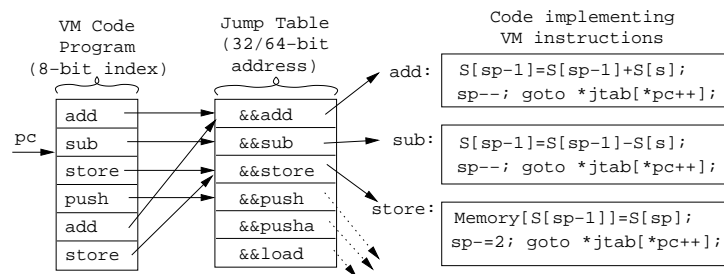 VM Code
Program
(8-bit index)
Jump Table
(32/64-bit
address)
Code implementing
VM instructions
pc
add
sub
store
push
add
store
&&add
&&sub
&&store
&&push
&&pusha
&&load
add:
S[sp-1]=S[sp-1]+S[s];
sp--; goto *jtab[*pc++];
sub:
S[sp-1]=S[sp-1]-S[s];
sp--; goto *jtab[*pc++];
store:
Memory[S[sp-1]]=S[sp];
sp-=2; goto *jtab[*pc++];